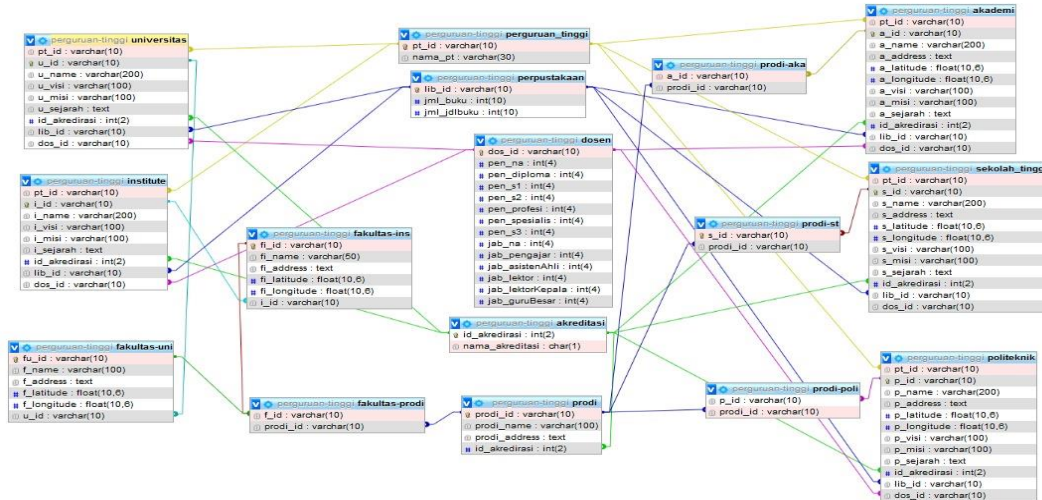 perguruan-tinggi universitas
pt_id : varchar(10)
u_id : varchar(10)
u_name : varchar(200)
u_visi : varchar(100)
u_misi : varchar(100)
u_sejarah : text
id_akredirasi : int(2)
lib_id : varchar(10)
dos_id : varchar(10)
perguruan-tinggi perguruan_tinggi
pt_id : varchar(10)
nama_pt : varchar(30)
perguruan-tinggi perpustakaan
lib_id : varchar(10)
jml_buku : int(10)
jml_jdlbuku : int(10)
perguruan-tinggi prodi-aka
a_id : varchar(10)
prodi_id : varchar(10)
perguruan-tinggi akademi
pt_id : varchar(10)
a_id : varchar(10)
a_name : varchar(200)
a_address : text
a_latitude : float(10,6)
a_longitude : float(10,6)
a_visi : varchar(100)
a_misi : varchar(100)
a_sejarah : text
id_akredirasi : int(2)
lib_id : varchar(10)
dos_id : varchar(10)
perguruan-tinggi dosen
dos_id : varchar(10)
pen_na : int(4)
pen_diploma : int(4)
pen_s1 : int(4)
pen_s2 : int(4)
pen_profesi : int(4)
pen_spesialis : int(4)
pen_s3 : int(4)
jab_na : int(4)
jab_pengajar : int(4)
jab_asistenAhli : int(4)
jab_lektor : int(4)
jab_lektorKepala : int(4)
jab_guruBesar : int(4)
perguruan-tinggi institute
pt_id : varchar(10)
i_id : varchar(10)
i_name : varchar(200)
i_visi : varchar(100)
i_misi : varchar(100)
i_sejarah : text
id_akredirasi : int(2)
lib_id : varchar(10)
dos_id : varchar(10)
perguruan-tinggi fakultas-ins
fi_id : varchar(10)
fi_name : varchar(50)
fi_address : text
fi_latitude : float(10,6)
fi_longitude : float(10,6)
i_id : varchar(10)
perguruan-tinggi prodi-st
s_id : varchar(10)
prodi_id : varchar(10)
perguruan-tinggi sekolah_tingg
pt_id : varchar(10)
s_id : varchar(10)
s_name : varchar(200)
s_address : text
s_latitude : float(10,6)
s_longitude : float(10,6)
s_visi : varchar(100)
s_misi : varchar(100)
s_sejarah : text
id_akredirasi : int(2)
lib_id : varchar(10)
dos_id : varchar(10)
perguruan-tinggi akreditasi
id_akredirasi : int(2)
nama_akreditasi : char(1)
perguruan-tinggi fakultas-uni
fu_id : varchar(10)
f_name : varchar(100)
f_address : text
f_latitude : float(10,6)
f_longitude : float(10,6)
u_id : varchar(10)
perguruan-tinggi fakultas-prodi
f_id : varchar(10)
prodi_id : varchar(10)
perguruan-tinggi prodi
prodi_id : varchar(10)
prodi_name : varchar(100)
prodi_address : text
id_akredirasi : int(2)
perguruan-tinggi prodi-poli
p_id : varchar(10)
prodi_id : varchar(10)
perguruan-tinggi politeknik
pt_id : varchar(10)
p_id : varchar(10)
p_name : varchar(200)
p_address : text
p_latitude : float(10,6)
p_longitude : float(10,6)
p_visi : varchar(100)
p_misi : varchar(100)
p_sejarah : text
id_akredirasi : int(2)
lib_id : varchar(10)
dos_id : varchar(10)